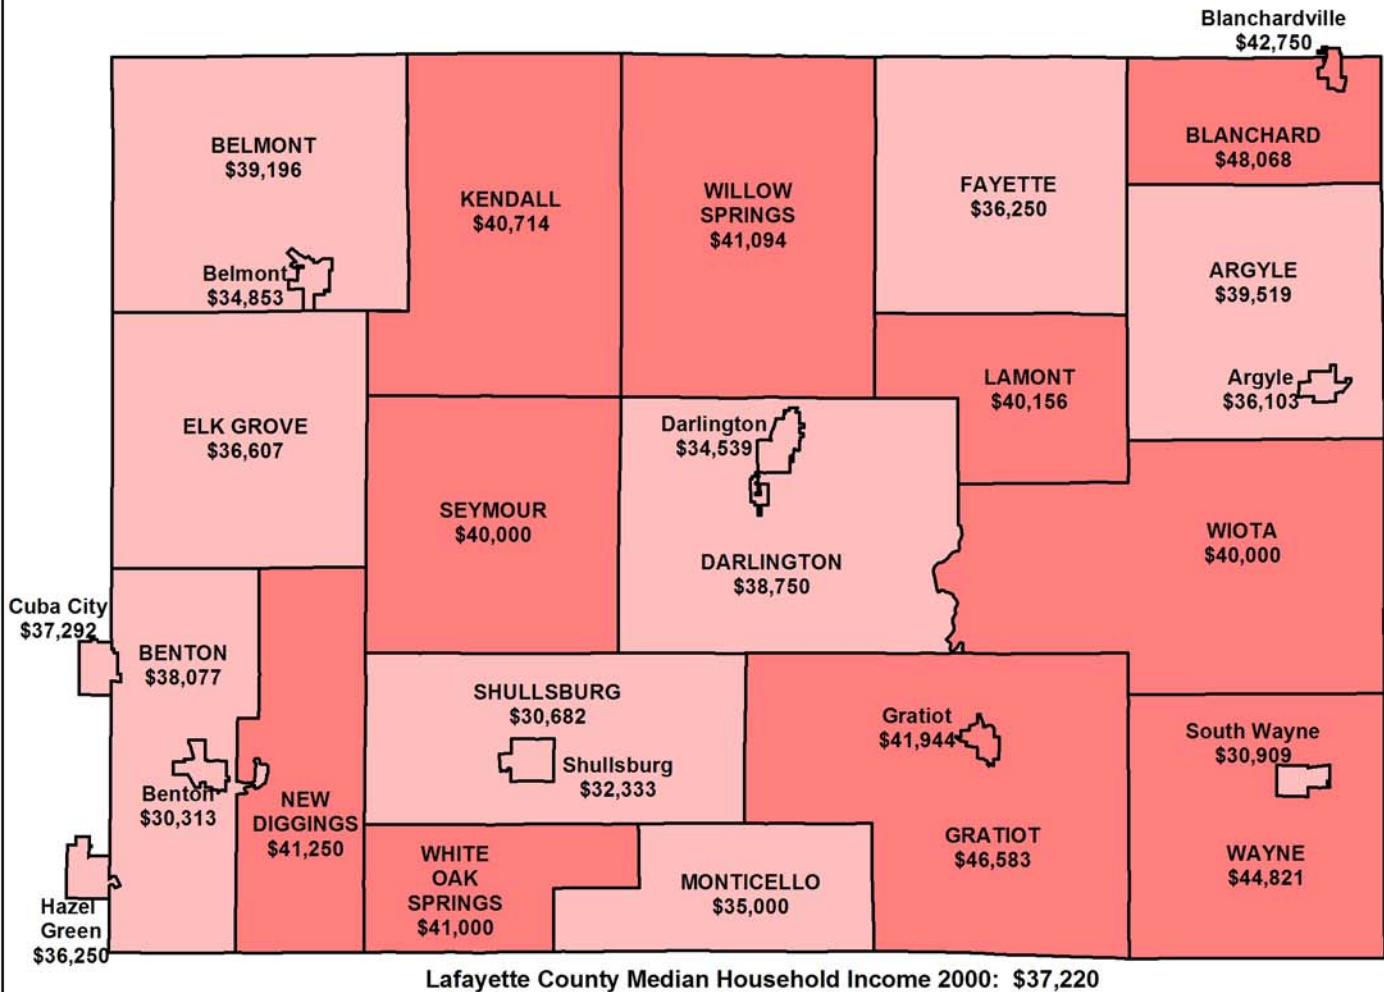 Blanchardville
$42,750
BELMONT
$39,196
Belmont
$34,853
KENDALL
$40,714
WILLOW
SPRINGS
$41,094
FAYETTE
$36,250
BLANCHARD
$48,068
ARGYLE
$39,519
Argyle
$36,103
LAMONT
$40,156
ELK GROVE
$36,607
SEYMOUR
$40,000
Darlington
$34,539
DARLINGTON
$38,750
WIOTA
$40,000
Cuba City
$37,292
BENTON
$38,077
Benton
$30,313
NEW
DIGGINGS
$41,250
SHULLSBURG
$30,682
Shullsburg
$32,333
Gratiot
$41,944
GRATIOT
$46,583
South Wayne
$30,909
WAYNE
$44,821
WHITE
OAK
SPRINGS
$41,000
MONTICELLO
$35,000
Hazel
Green
$36,250
Lafayette County Median Household Income 2000: $37,220